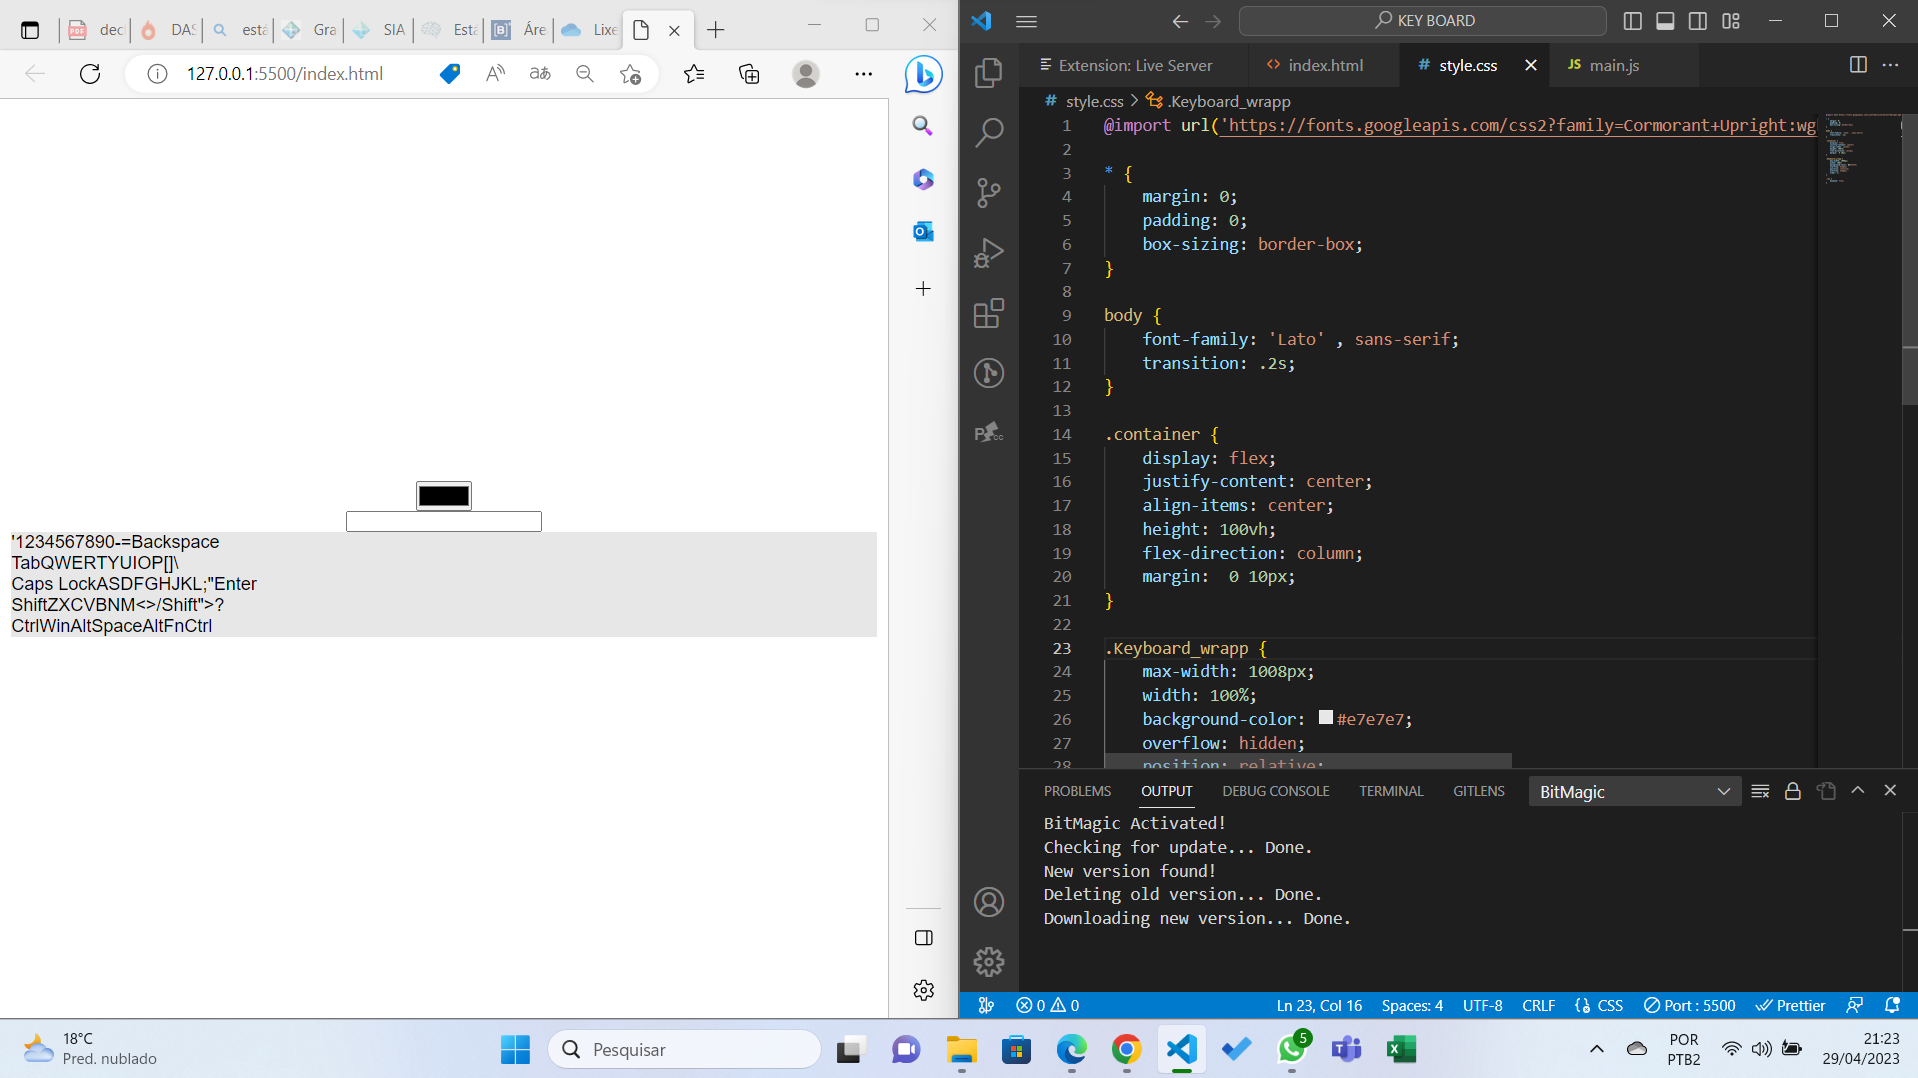 dec
DAS
está
Gra
SIA
Está
Áre
Lixe
127.0.0.1:5500/index.html
'1234567890-=Backspace
TabQWERTYUIOP[]\
Caps LockASDFGHJKL;"Enter
ShiftZXCVBNM<>/Shift">?
CtrlWinAltSpaceAltFnCtrl
KEY BOARD
Extension: Live Server
index.html
style.css
main.js
style.css > .Keyboard_wrapp
1 @import url('https://fonts.googleapis.com/css2?family=Cormorant+Upright:wg
2
3 * {
4 margin: 0;
5 padding: 0;
6 box-sizing: border-box;
7 }
8
9 body {
10 font-family: 'Lato' , sans-serif;
11 transition: .2s;
12 }
13
14 .container {
15 display: flex;
16 justify-content: center;
17 align-items: center;
18 height: 100vh;
19 flex-direction: column;
20 margin:  0 10px;
21 }
22
23 .Keyboard_wrapp {
24 max-width: 1008px;
25 width: 100%;
26 background-color: #e7e7e7;
27 overflow: hidden;
28 position: relative;
PROBLEMS OUTPUT DEBUG CONSOLE TERMINAL GITLENS BitMagic
BitMagic Activated!
Checking for update... Done.
New version found!
Deleting old version... Done.
Downloading new version... Done.
0 0 Ln 23, Col 16 Spaces: 4 UTF-8 CRLF {} CSS Port : 5500 Prettier
18°C
Pred. nublado
Pesquisar
5
POR
PTB2
21:23
29/04/2023